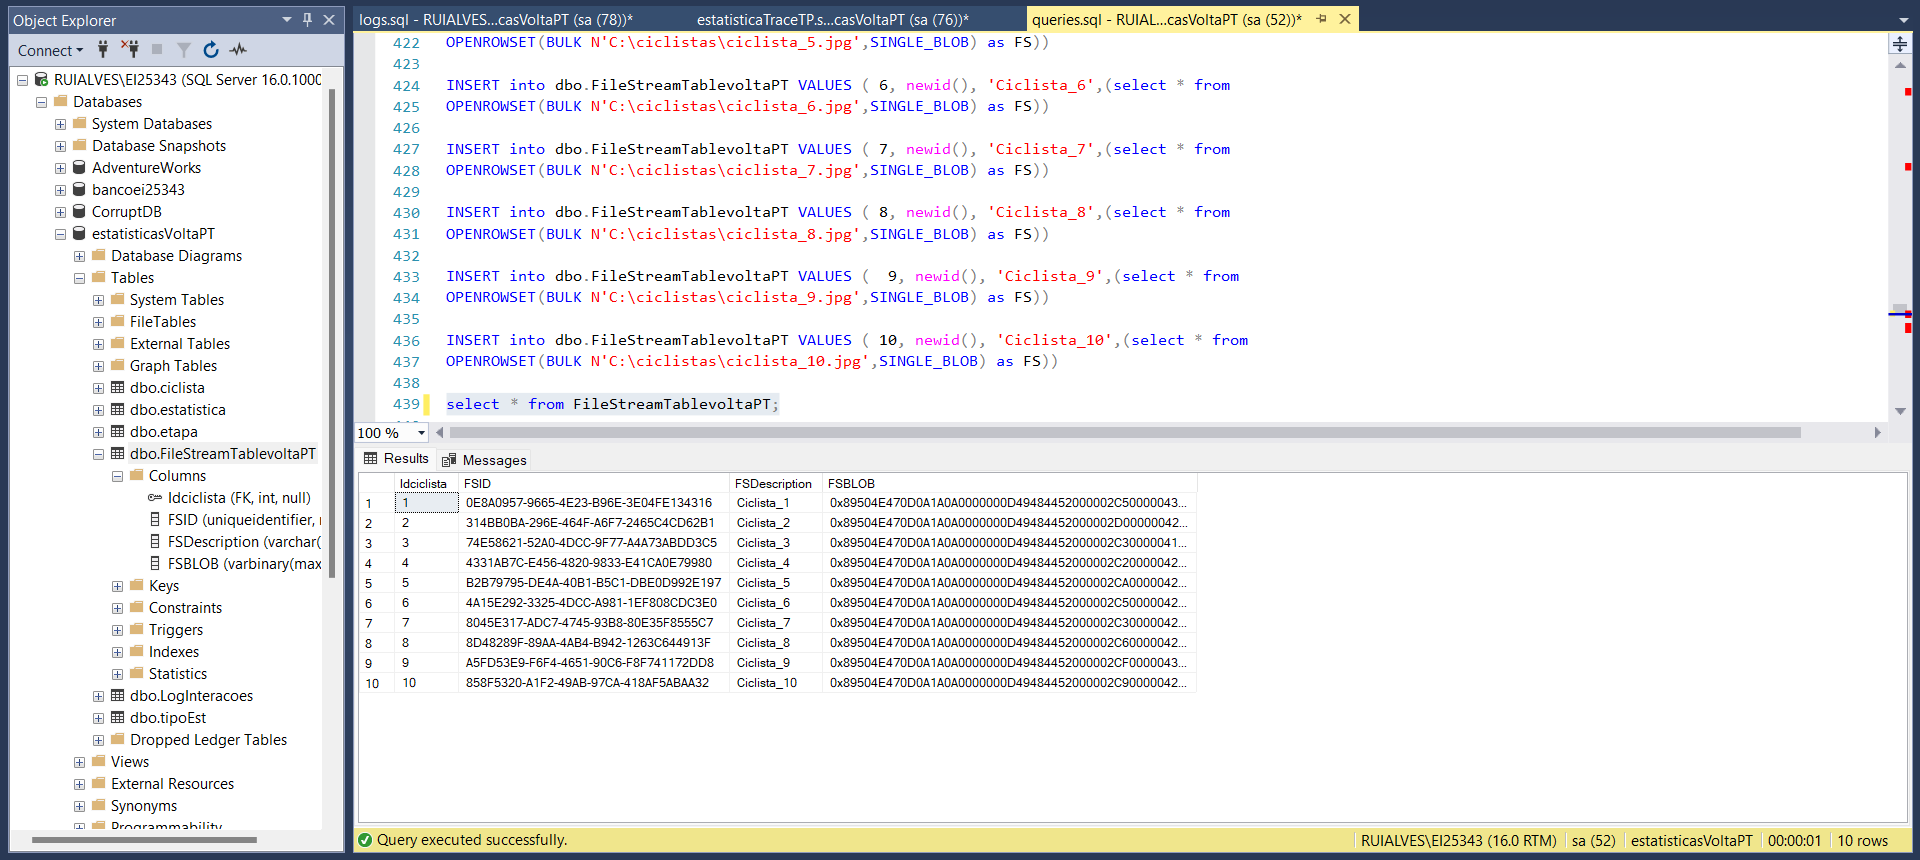 Object Explorer
Connect
RUIALVES\EI25343 (SQL Server 16.0.1000
Databases
System Databases
Database Snapshots
AdventureWorks
bancoei25343
CorruptDB
estatisticasVoltaPT
Database Diagrams
Tables
System Tables
FileTables
External Tables
Graph Tables
dbo.ciclista
dbo.estatistica
dbo.etapa
dbo.FileStreamTablevoltaPT
Columns
Idciclista (FK, int, null)
FSID (uniqueidentifier, r
FSDescription (varchar(
FSBLOB (varbinary(max
Keys
Constraints
Triggers
Indexes
Statistics
dbo.LogInteracoes
dbo.tipoEst
Dropped Ledger Tables
Views
External Resources
Synonyms
Programmability
logs.sql - RUIALVES...casVoltaPT (sa (78))* estatisticaTraceTP.s...casVoltaPT (sa (76))* queries.sql - RUIAL...casVoltaPT (sa (52))*
422 OPENROWSET(BULK N'C:\ciclistas\ciclista_5.jpg',SINGLE_BLOB) as FS))
423
424 INSERT into dbo.FileStreamTablevoltaPT VALUES ( 6, newid(), 'Ciclista_6',(select * from
425 OPENROWSET(BULK N'C:\ciclistas\ciclista_6.jpg',SINGLE_BLOB) as FS))
426
427 INSERT into dbo.FileStreamTablevoltaPT VALUES ( 7, newid(), 'Ciclista_7',(select * from
428 OPENROWSET(BULK N'C:\ciclistas\ciclista_7.jpg',SINGLE_BLOB) as FS))
429
430 INSERT into dbo.FileStreamTablevoltaPT VALUES ( 8, newid(), 'Ciclista_8',(select * from
431 OPENROWSET(BULK N'C:\ciclistas\ciclista_8.jpg',SINGLE_BLOB) as FS))
432
433 INSERT into dbo.FileStreamTablevoltaPT VALUES (  9, newid(), 'Ciclista_9',(select * from
434 OPENROWSET(BULK N'C:\ciclistas\ciclista_9.jpg',SINGLE_BLOB) as FS))
435
436 INSERT into dbo.FileStreamTablevoltaPT VALUES ( 10, newid(), 'Ciclista_10',(select * from
437 OPENROWSET(BULK N'C:\ciclistas\ciclista_10.jpg',SINGLE_BLOB) as FS))
438
439 select * from FileStreamTablevoltaPT;
100 %
Results Messages
Idciclista FSID FSDescription FSBLOB
1 1 0E8A0957-9665-4E23-B96E-3E04FE134316 Ciclista_1 0x89504E470D0A1A0A0000000D49484452000002C50000043...
2 2 314BB0BA-296E-464F-A6F7-2465C4CD62B1 Ciclista_2 0x89504E470D0A1A0A0000000D49484452000002D00000042...
3 3 74E58621-52A0-4DCC-9F77-A4A73ABDD3C5 Ciclista_3 0x89504E470D0A1A0A0000000D49484452000002C30000041...
4 4 4331AB7C-E456-4820-9833-E41CA0E79980 Ciclista_4 0x89504E470D0A1A0A0000000D49484452000002C20000042...
5 5 B2B79795-DE4A-40B1-B5C1-DBE0D992E197 Ciclista_5 0x89504E470D0A1A0A0000000D49484452000002CA0000042...
6 6 4A15E292-3325-4DCC-A981-1EF808CDC3E0 Ciclista_6 0x89504E470D0A1A0A0000000D49484452000002C50000042...
7 7 8045E317-ADC7-4745-93B8-80E35F8555C7 Ciclista_7 0x89504E470D0A1A0A0000000D49484452000002C30000042...
8 8 8D48289F-89AA-4AB4-B942-1263C644913F Ciclista_8 0x89504E470D0A1A0A0000000D49484452000002C60000042...
9 9 A5FD53E9-F6F4-4651-90C6-F8F741172DD8 Ciclista_9 0x89504E470D0A1A0A0000000D49484452000002CF0000043...
10 10 858F5320-A1F2-49AB-97CA-418AF5ABAA32 Ciclista_10 0x89504E470D0A1A0A0000000D49484452000002C90000042...
Query executed successfully. RUIALVES\EI25343 (16.0 RTM) sa (52) estatisticasVoltaPT 00:00:01 10 rows